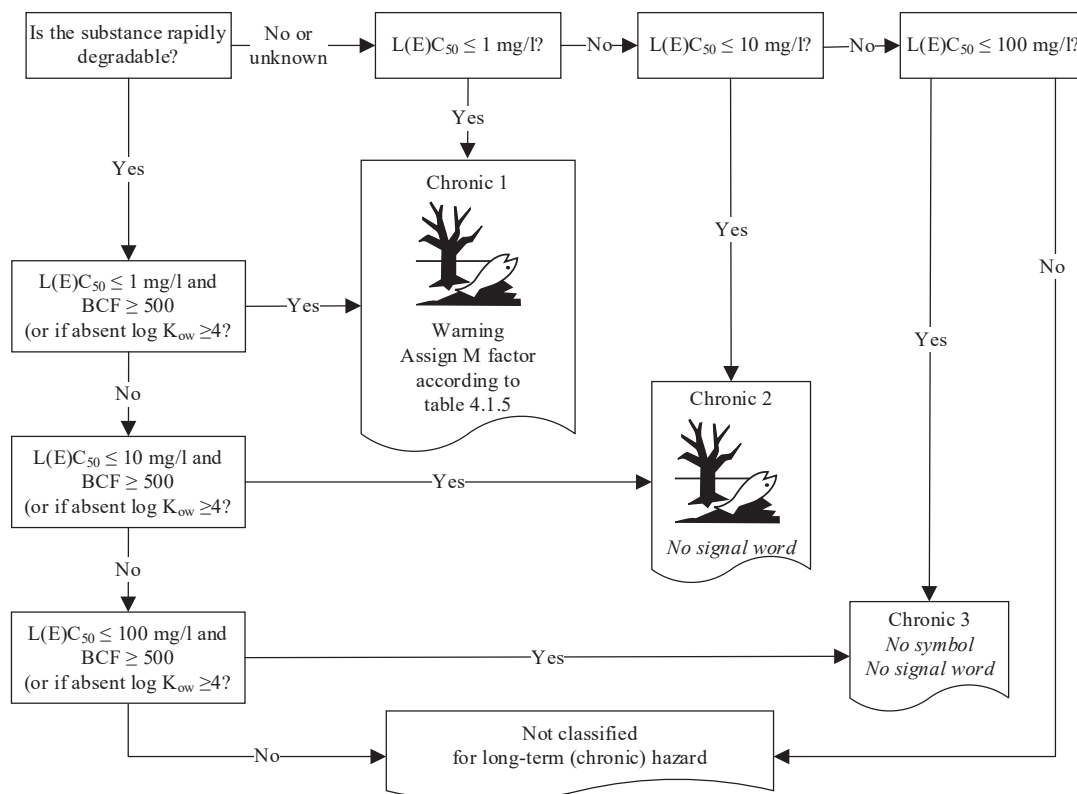 Is the substance rapidly
degradable?
No or
unknown
L(E)C₅₀ ≤ 1 mg/l?
No
L(E)C₅₀ ≤ 10 mg/l?
No
L(E)C₅₀ ≤ 100 mg/l?
Yes
Yes
Chronic 1
Warning
Assign M factor
according to
table 4.1.5
Yes
No
Yes
L(E)C₅₀ ≤ 1 mg/l and
BCF ≥ 500
(or if absent log Kₒw ≥4?
Yes
No
Chronic 2
No signal word
L(E)C₅₀ ≤ 10 mg/l and
BCF ≥ 500
(or if absent log Kₒw ≥4?
Yes
No
Chronic 3
No symbol
No signal word
L(E)C₅₀ ≤ 100 mg/l and
BCF ≥ 500
(or if absent log Kₒw ≥4?
Yes
No
Not classified
for long-term (chronic) hazard